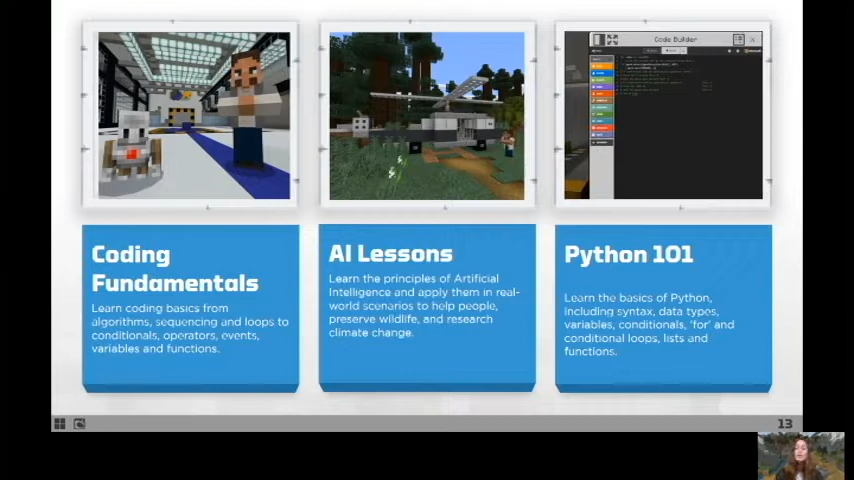 Code Builder
Coding
Fundamentals
Learn coding basics from
algorithms, sequencing and loops to
conditionals, operators, events,
variables and functions.
AI Lessons
Learn the principles of Artificial
Intelligence and apply them in real-
world scenarios to help people,
preserve wildlife, and research
climate change.
Python 101
Learn the basics of Python,
including syntax, data types,
variables, conditionals, 'for' and
conditional loops, lists and
functions.
13